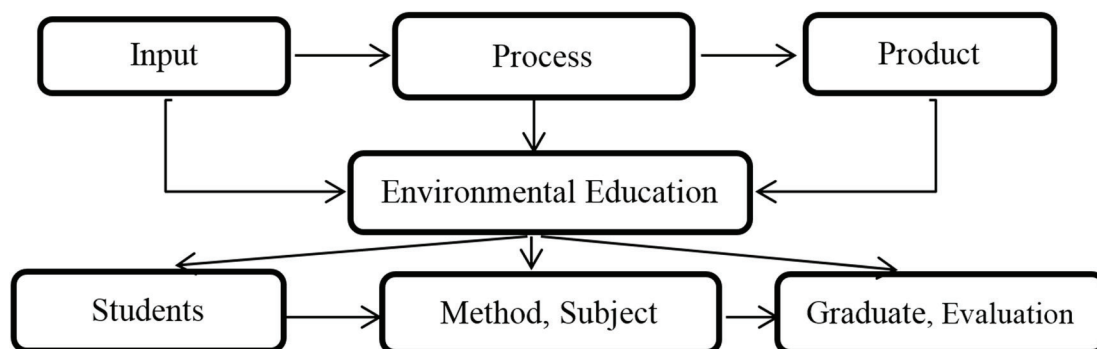 Input
Process
Product
Environmental Education
Students
Method, Subject
Graduate, Evaluation